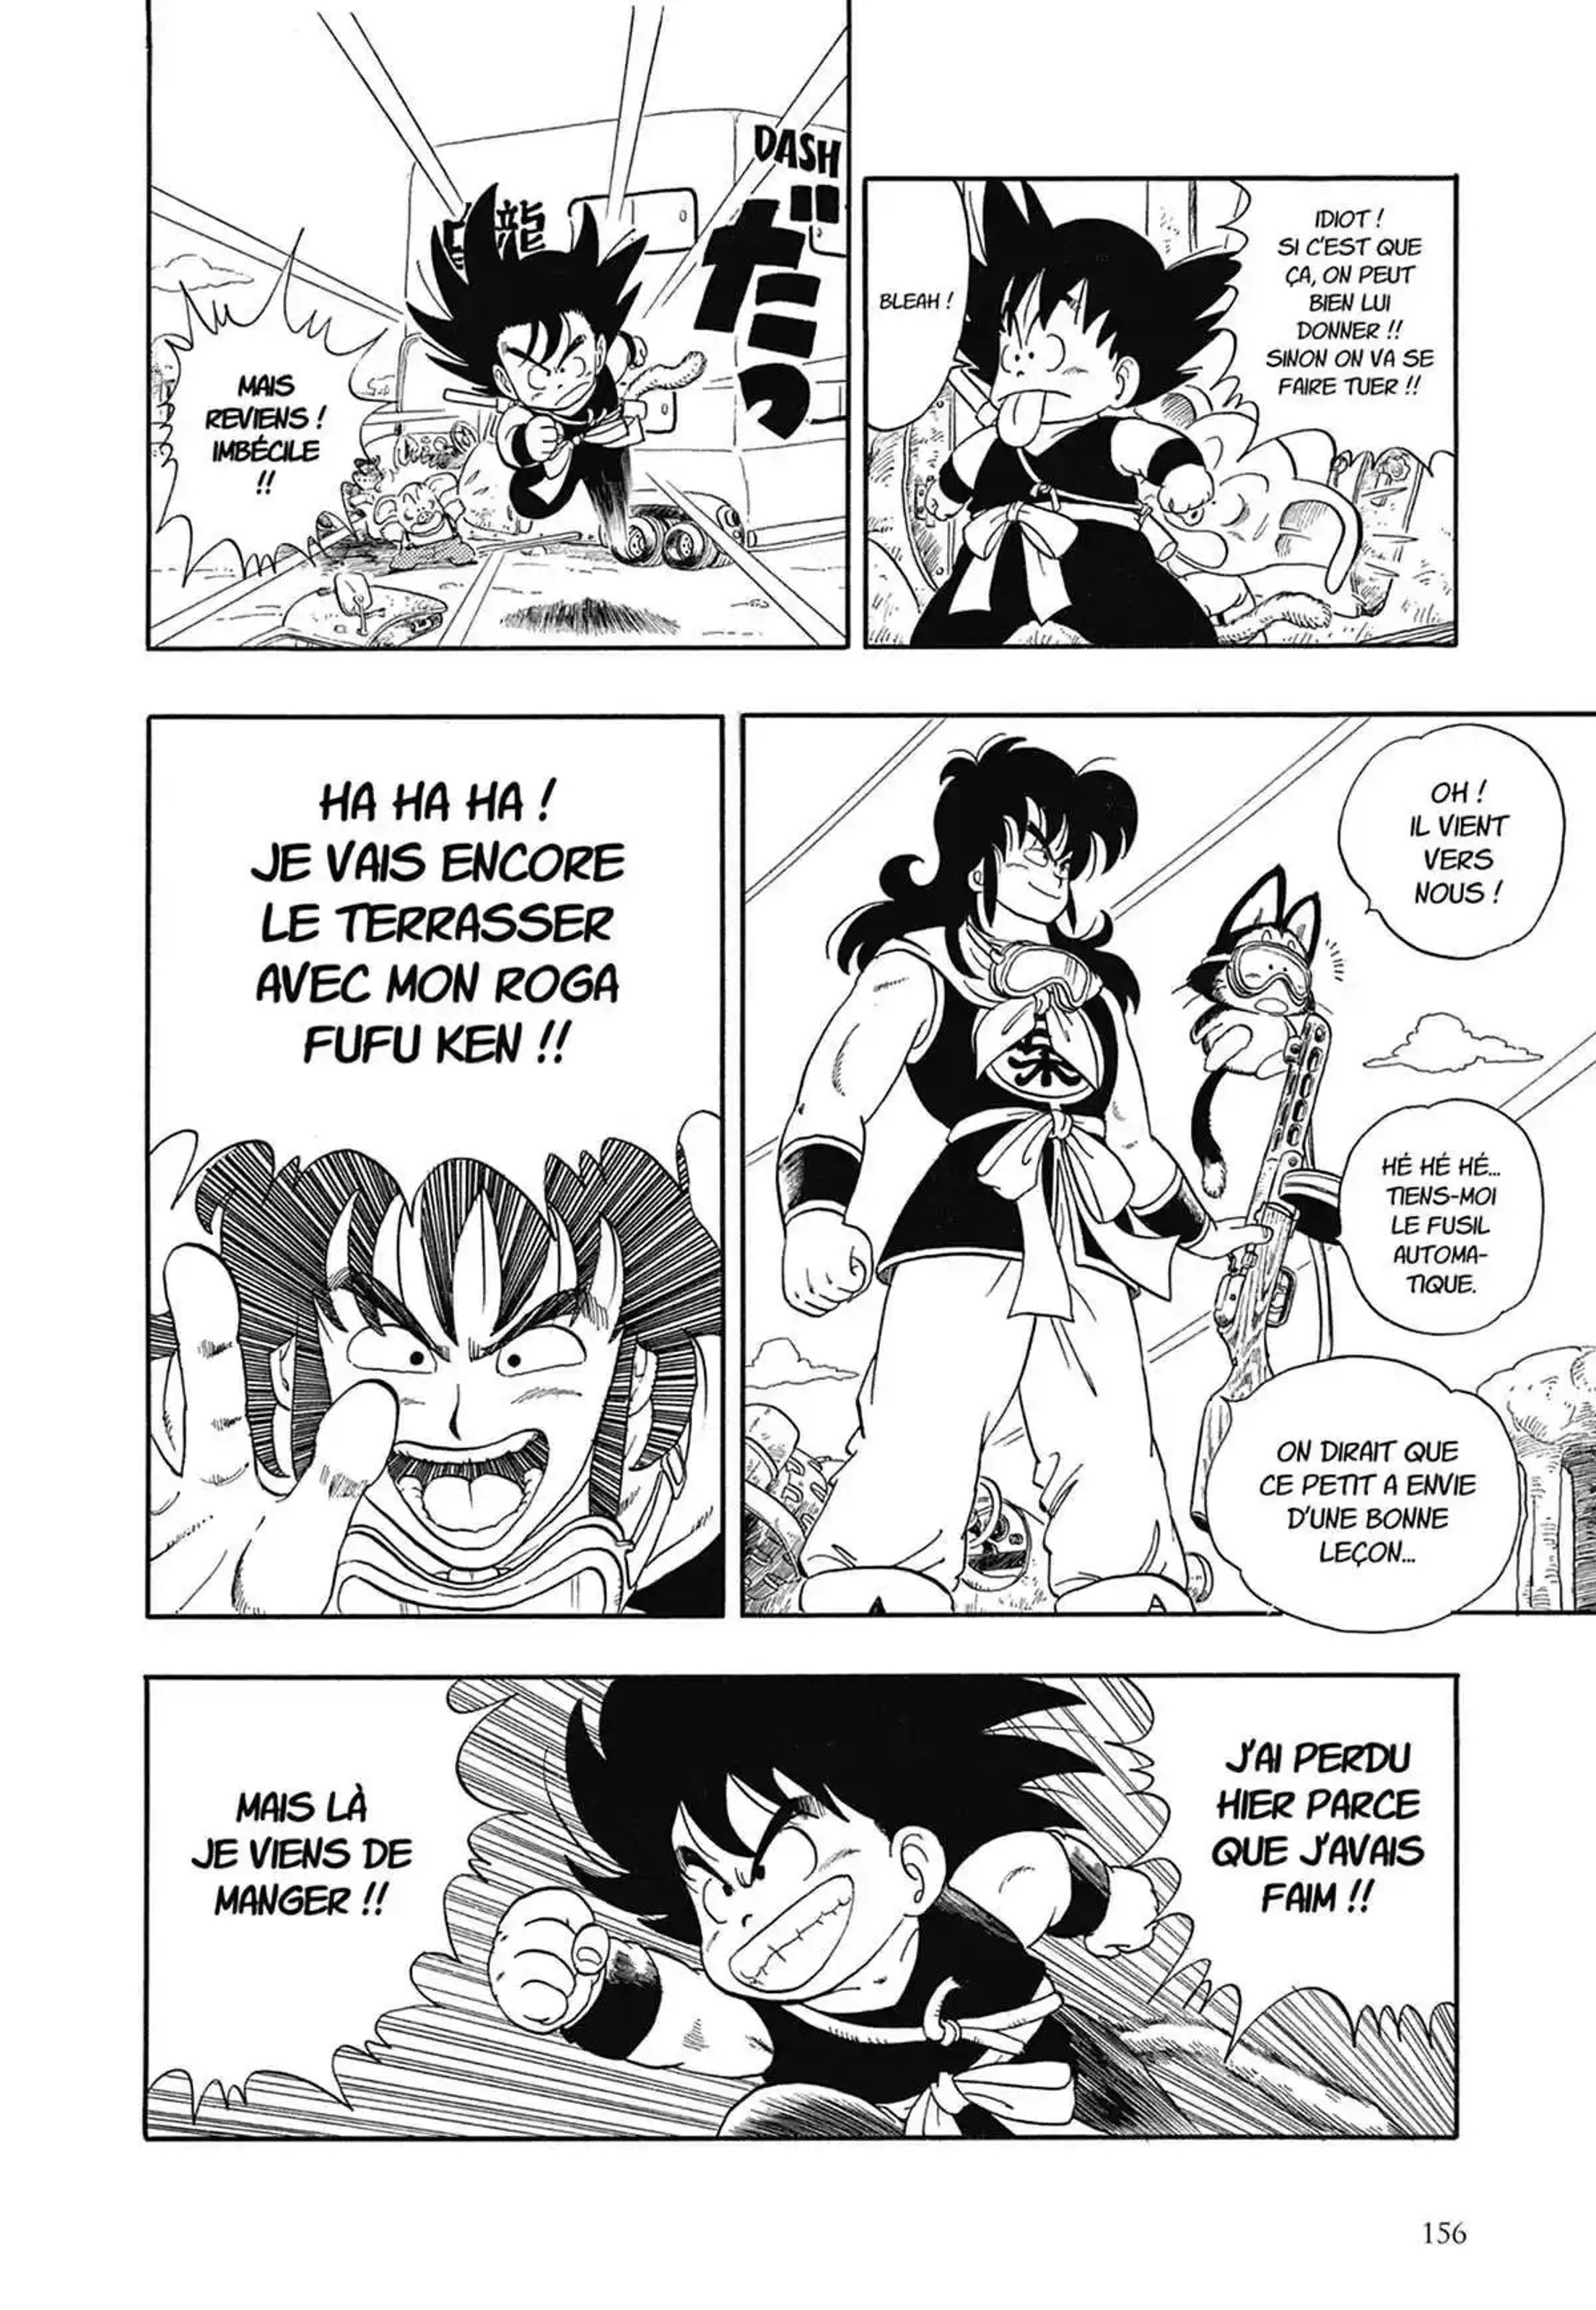 IDIOT !
SI C'EST QUE
ÇA, ON PEUT
BIEN LUI
DONNER !!
SINON ON VA SE
FAIRE TUER !!
BLEAH !
DASH
だっ
龍
MAIS
REVIENS !
IMBÉCILE
!!
OH !
IL VIENT
VERS
NOUS !
HÉ HÉ HÉ...
TIENS-MOI
LE FUSIL
AUTOMA-
TIQUE.
ON DIRAIT QUE
CE PETIT A ENVIE
D'UNE BONNE
LEÇON...
HA HA HA !
JE VAIS ENCORE
LE TERRASSER
AVEC MON ROGA
FUFU KEN !!
J'AI PERDU
HIER PARCE
QUE J'AVAIS
FAIM !!
MAIS LÀ
JE VIENS DE
MANGER !!
156